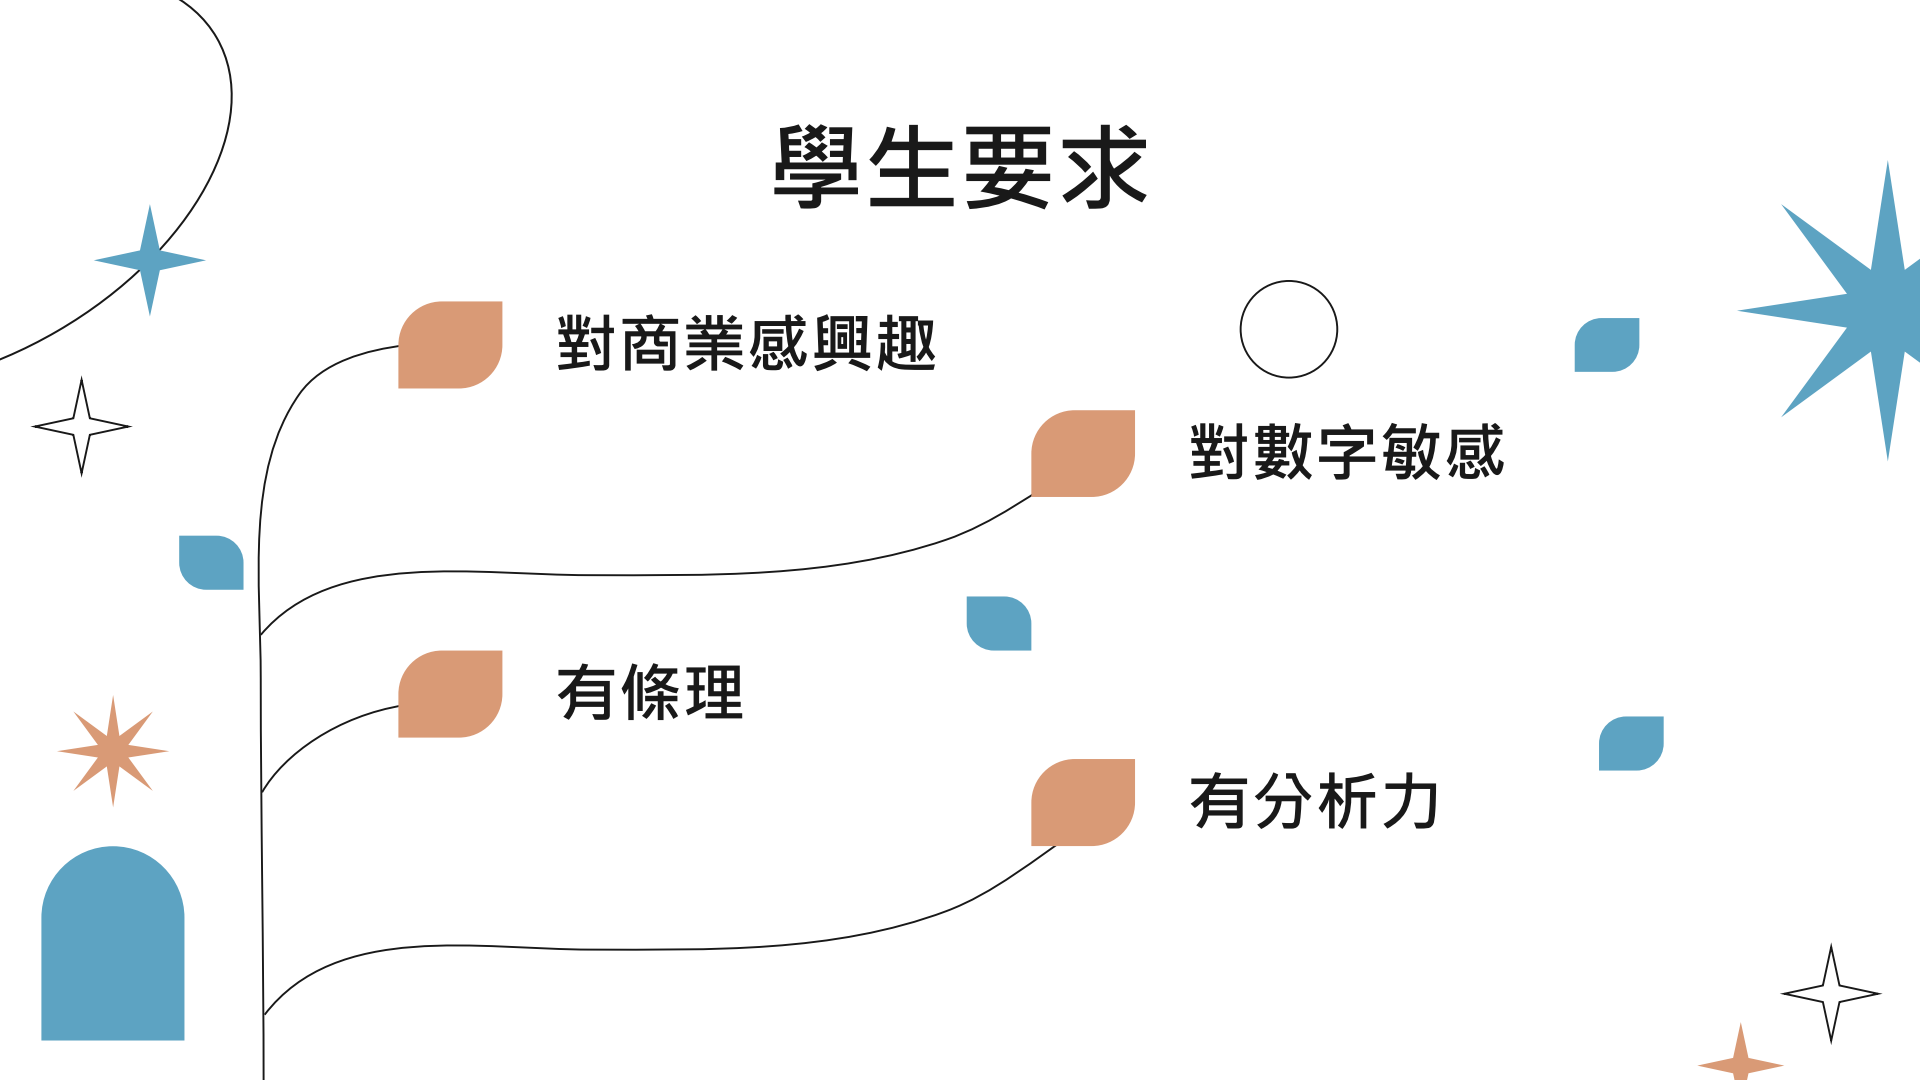 學生要求
對商業感興趣
對數字敏感
有條理
有分析力